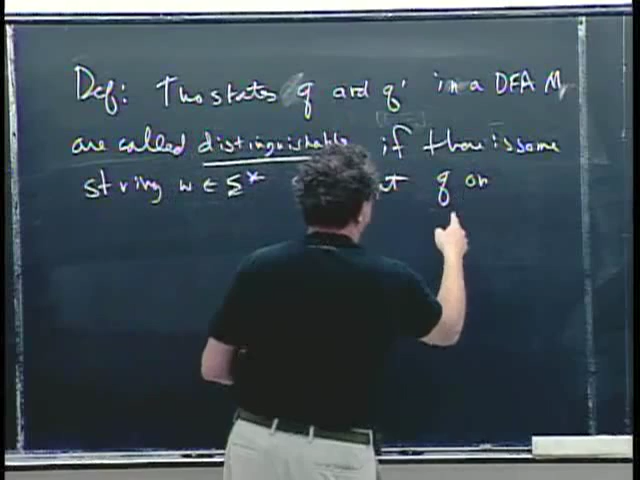 Def: Two states q and q' in a DFA M
are called distinguishable if there is some
string w ∈ Σ* q on